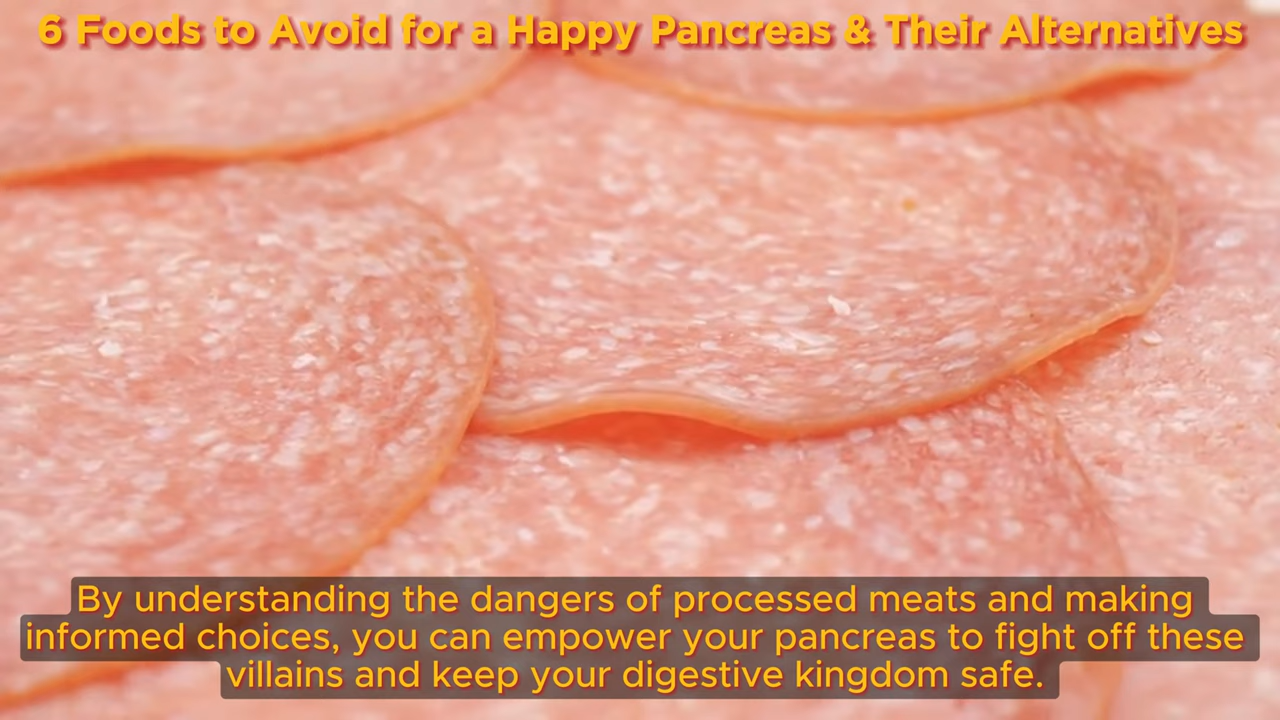 6 Foods to Avoid for a Happy Pancreas & Their Alternatives
By understanding the dangers of processed meats and making
informed choices, you can empower your pancreas to fight off these
villains and keep your digestive kingdom safe.